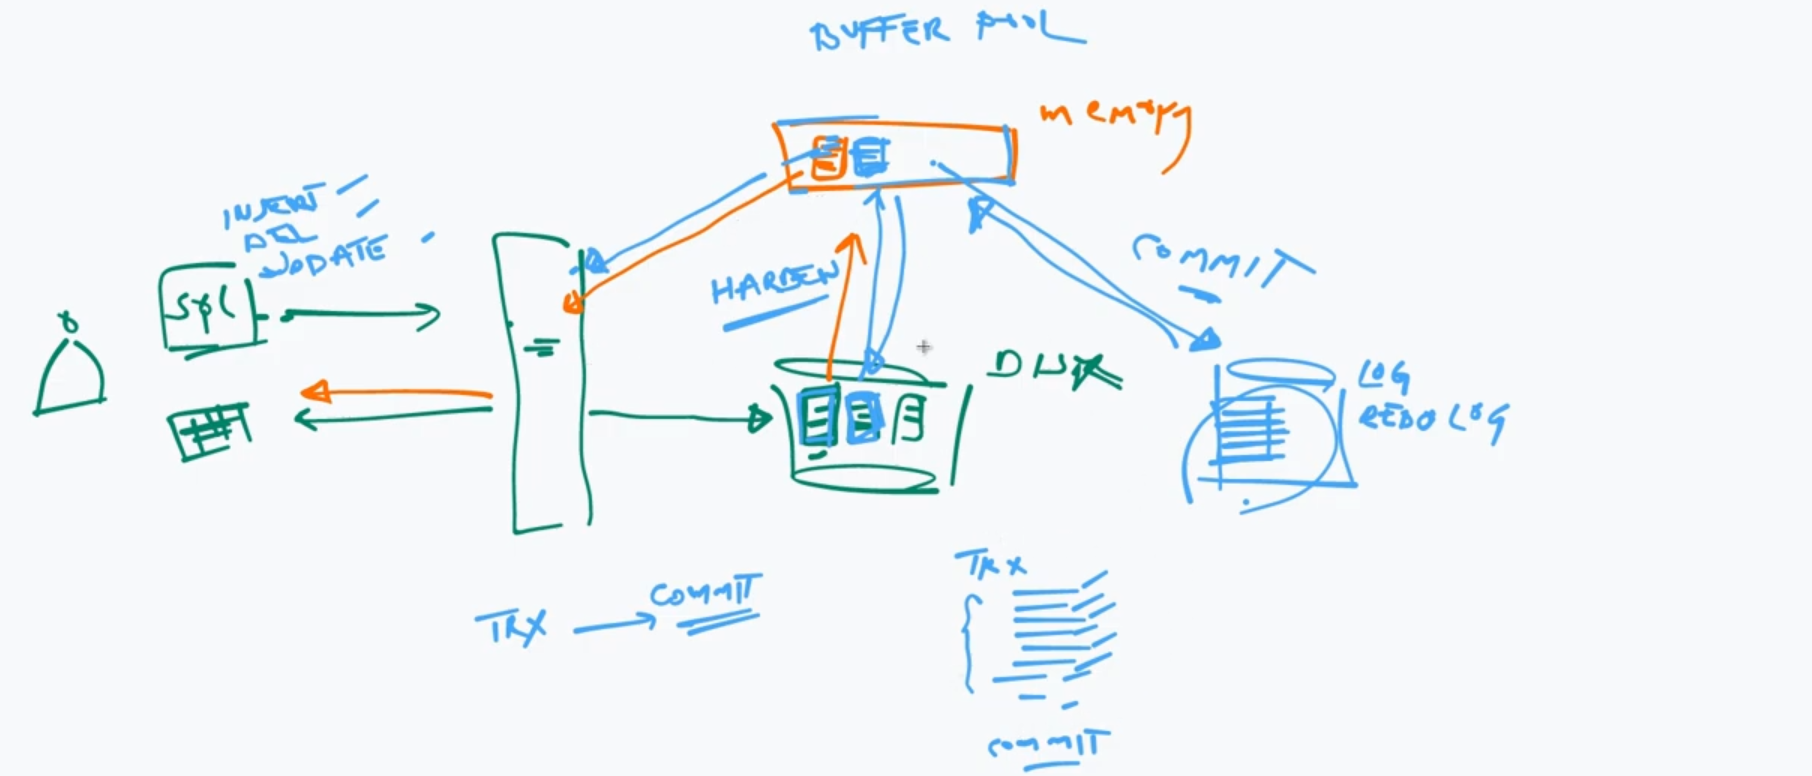 BUFFER POOL
memory
INSERT
DEL
UPDATE
SQL
HARDEN
COMMIT
DISK
LOG
REDO LOG
TRX
COMMIT
TRX
COMMIT